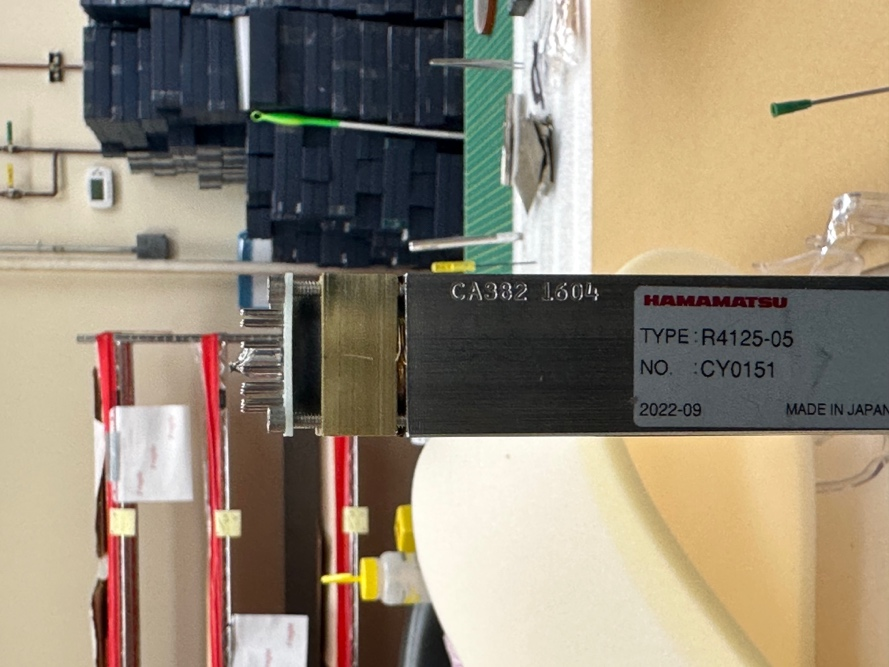 CA382 1604
HAMAMATSU
TYPE : R4125-05
NO. : CY0151
2022-09 MADE IN JAPAN